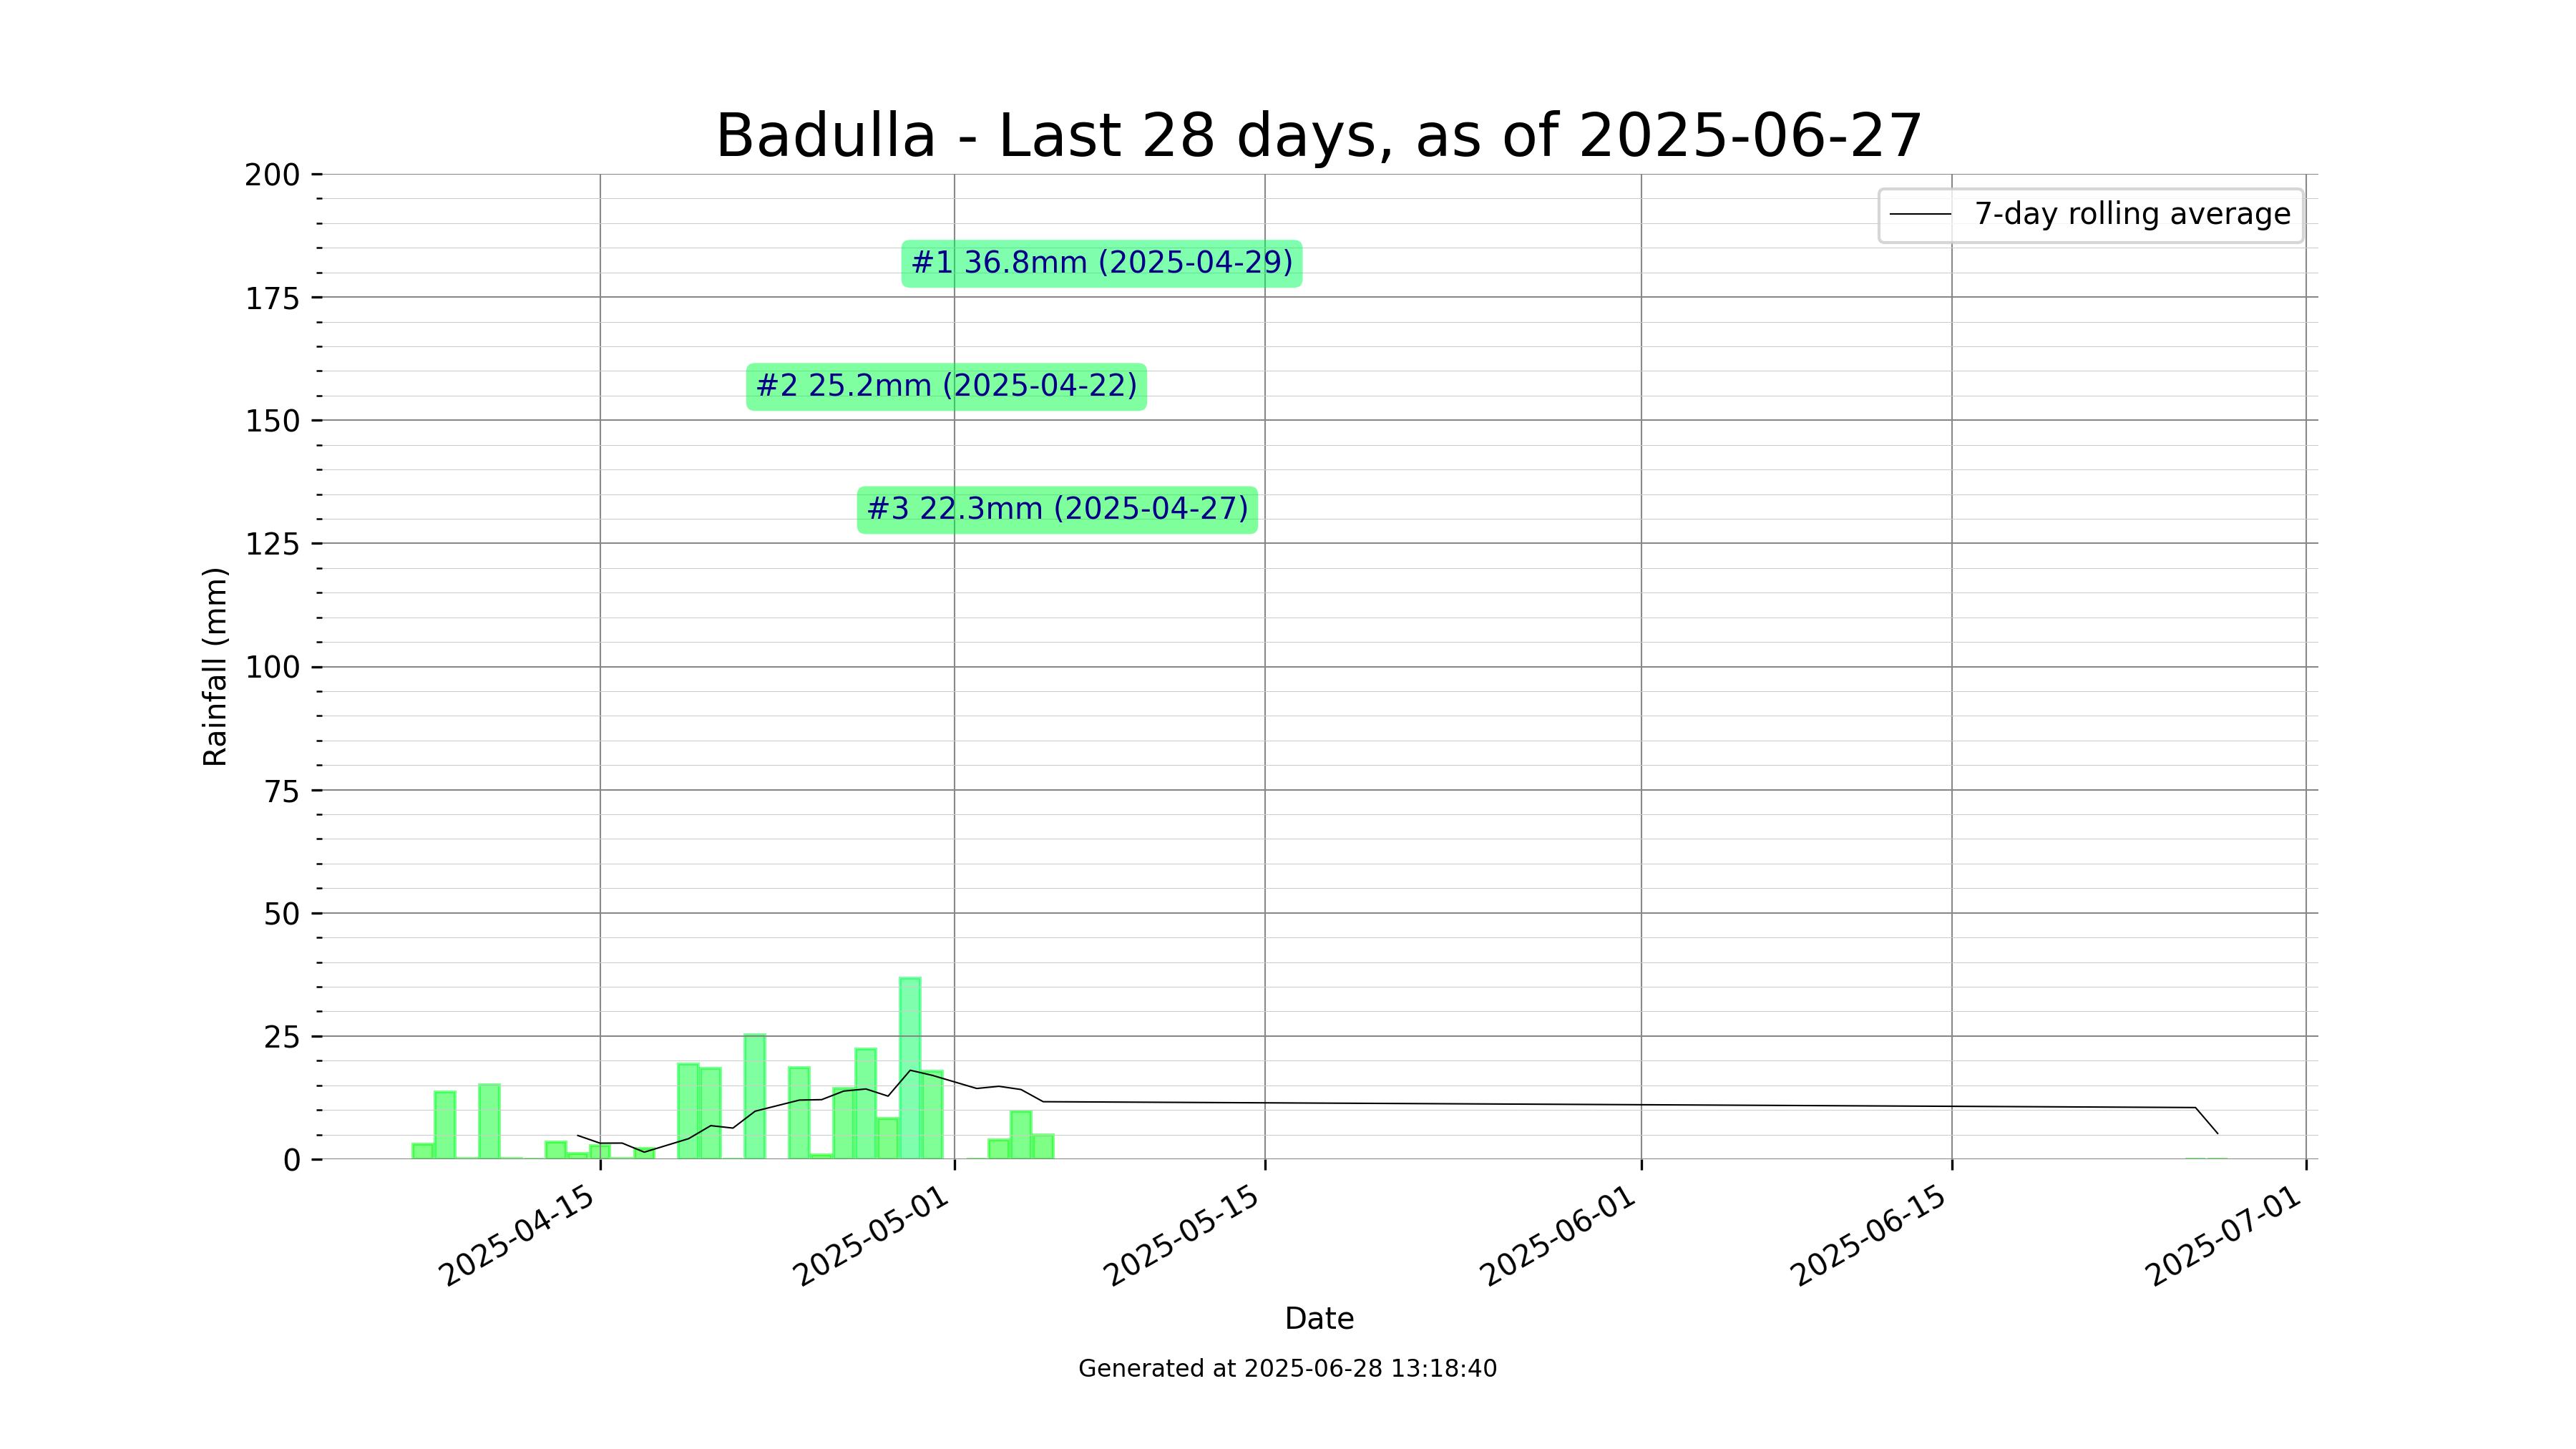 Badulla - Last 28 days, as of 2025-06-27
200
175
150
125
100
75
50
25
0
Rainfall (mm)
7-day rolling average
#1 36.8mm (2025-04-29)
#2 25.2mm (2025-04-22)
#3 22.3mm (2025-04-27)
2025-04-15
2025-05-01
2025-05-15
2025-06-01
2025-06-15
2025-07-01
Date
Generated at 2025-06-28 13:18:40